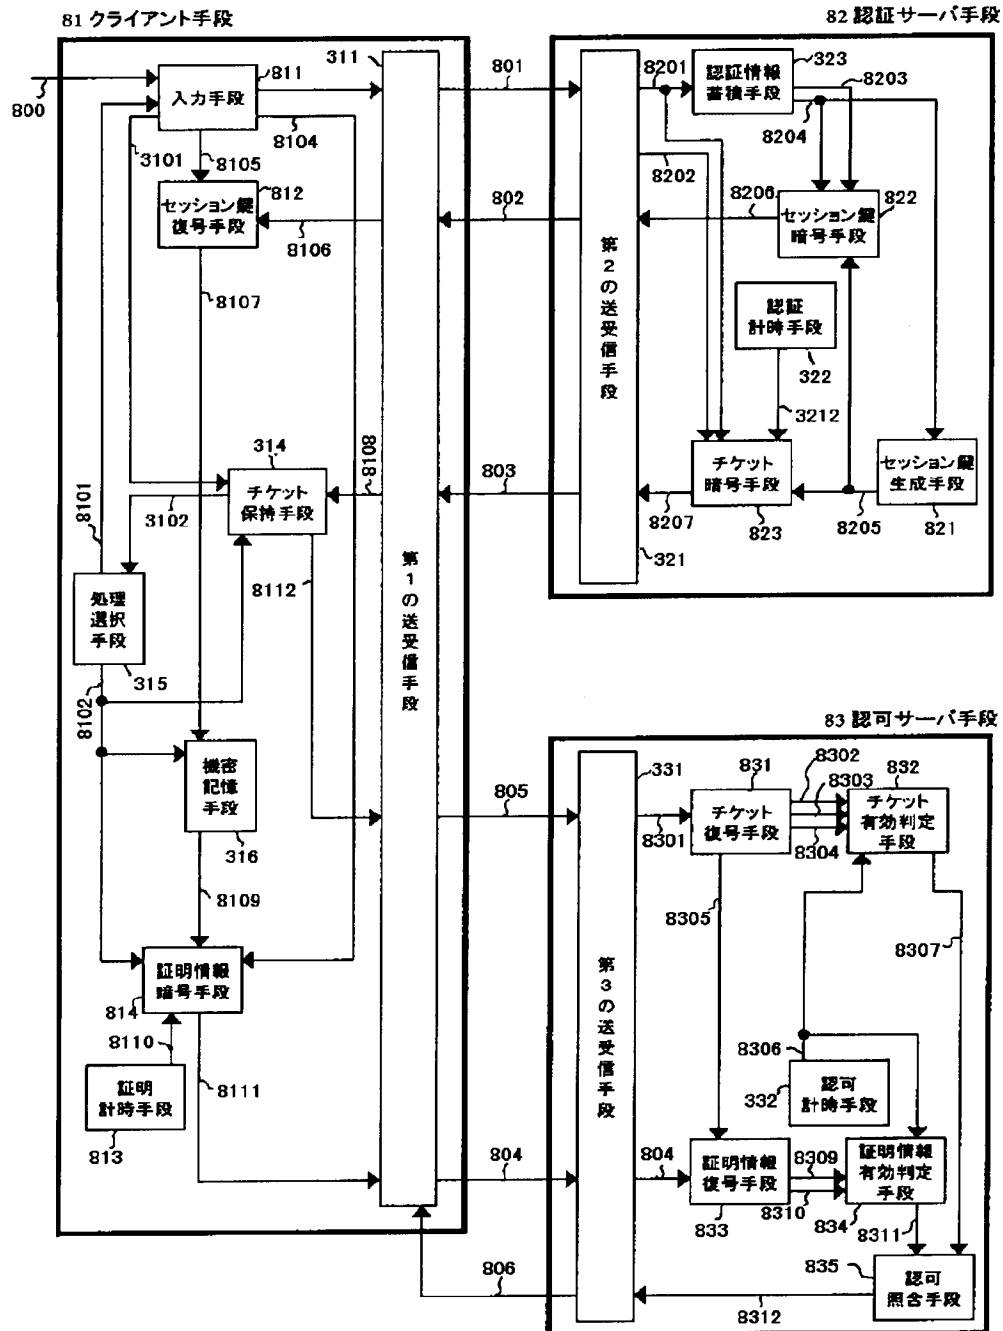 81 クライアント手段
82 認証サーバ手段
800
811
入力手段
3101
8104
8105
812
セッション鍵
復号手段
8106
8107
311
第1の送受信手段
314
チケット
保持手段
8018
8101
3102
8112
処理
選択
手段
315
8102
機密
記憶
手段
316
8109
証明情報
暗号手段
814
8110
証明
計時手段
813
8111
801
802
803
805
804
806
第2の送受信手段
321
8201
323
認証情報
蓄積手段
8203
8204
8202
8206
822
セッション鍵
暗号手段
認証
計時手段
322
3212
チケット
暗号手段
823
8207
8205
セッション鍵
生成手段
821
83 認可サーバ手段
331
第3の送受信手段
831
8302
8303
832
チケット
復号手段
8301
8304
チケット
有効判定
手段
8305
8307
8306
332
認可
計時手段
804
証明情報
復号手段
833
8309
8310
証明情報
有効判定
手段
834
8311
835
認可
照合手段
8312